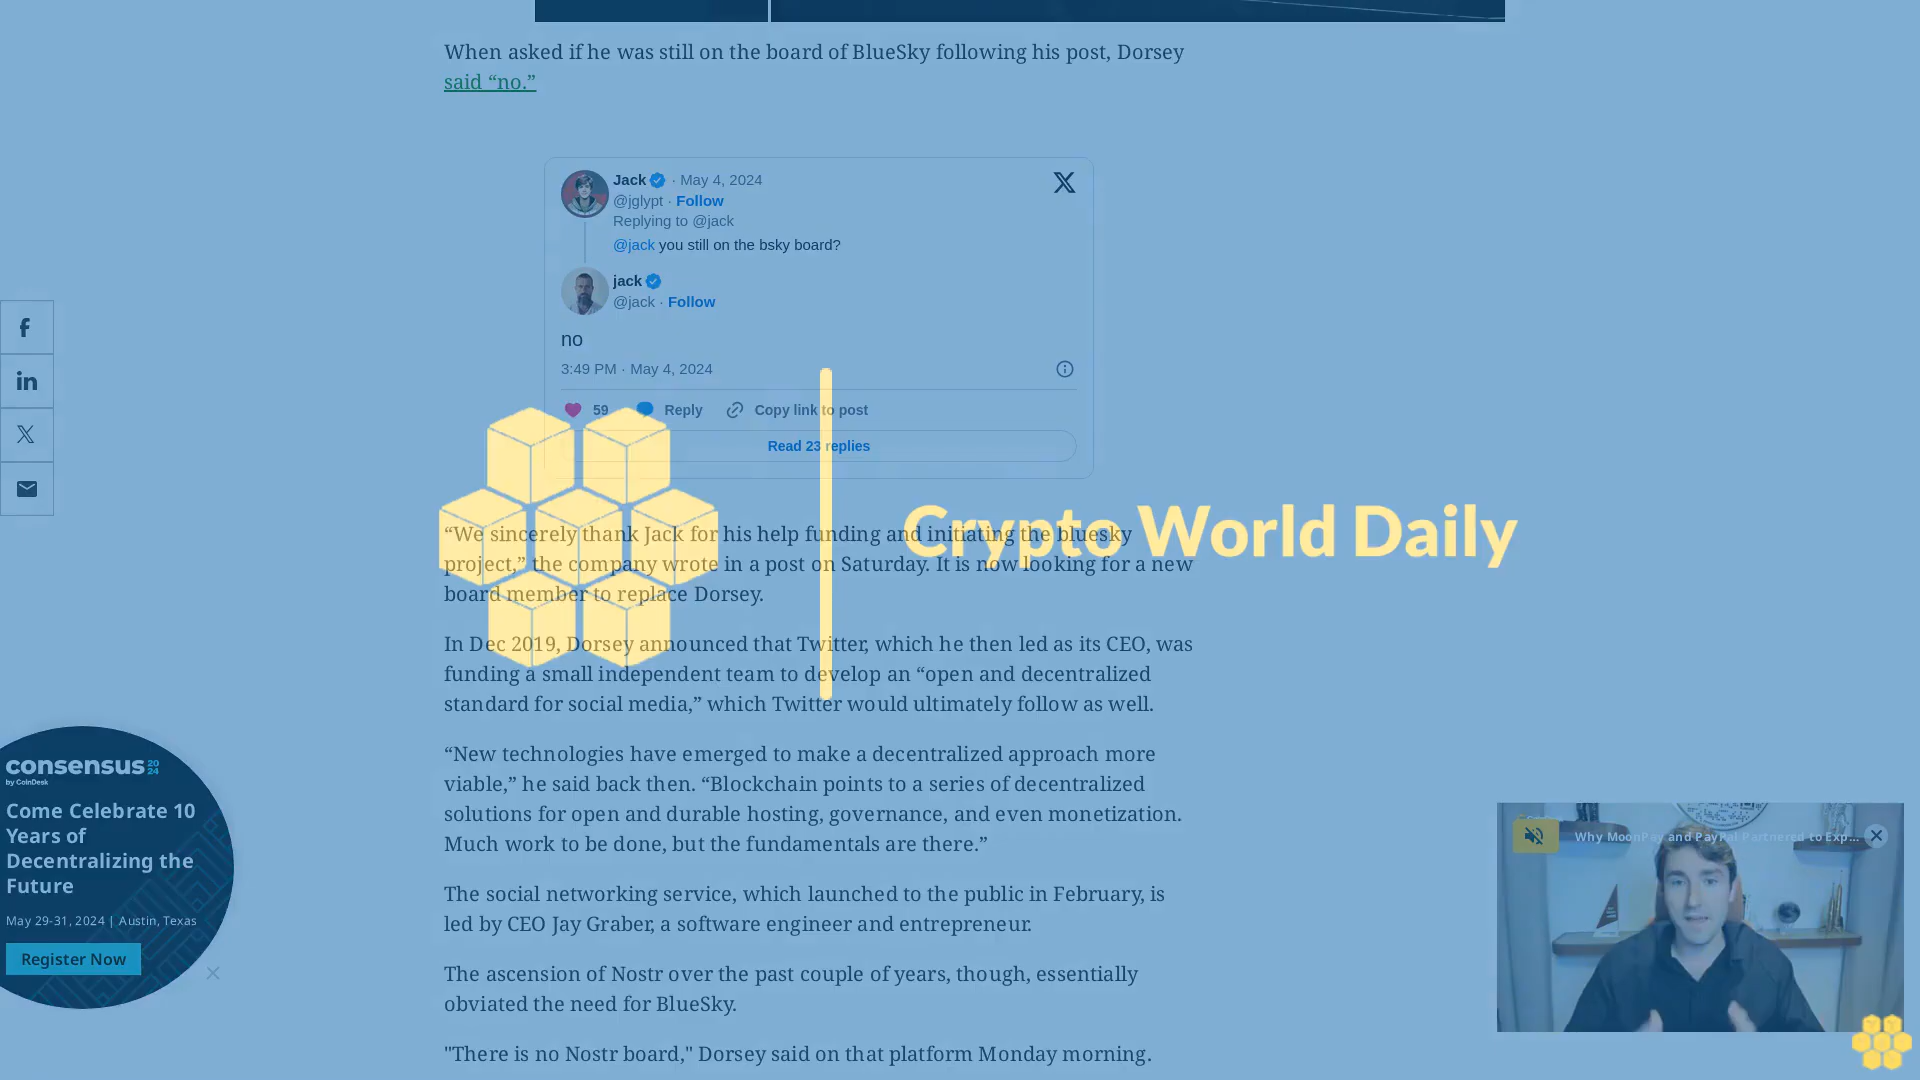 When asked if he was still on the board of BlueSky following his post, Dorsey
said “no.”
Jack · May 4, 2024
@jglypt · Follow
Replying to @jack
@jack you still on the bsky board?
jack
@jack · Follow
no
3:49 PM · May 4, 2024
59 Reply Copy link to post
Read 23 replies
Crypto World Daily
“We sincerely thank Jack for his help funding and initiating the bluesky
project,” the company wrote in a post on Saturday. It is now looking for a new
board member to replace Dorsey.
In Dec 2019, Dorsey announced that Twitter, which he then led as its CEO, was
funding a small independent team to develop an “open and decentralized
standard for social media,” which Twitter would ultimately follow as well.
“New technologies have emerged to make a decentralized approach more
viable,” he said back then. “Blockchain points to a series of decentralized
solutions for open and durable hosting, governance, and even monetization.
Much work to be done, but the fundamentals are there.”
The social networking service, which launched to the public in February, is
led by CEO Jay Graber, a software engineer and entrepreneur.
The ascension of Nostr over the past couple of years, though, essentially
obviated the need for BlueSky.
"There is no Nostr board," Dorsey said on that platform Monday morning.
consensus 2024
by CoinDesk
Come Celebrate 10
Years of
Decentralizing the
Future
May 29-31, 2024 | Austin, Texas
Register Now
Why MoonPay and PayPal Partnered to Exp...